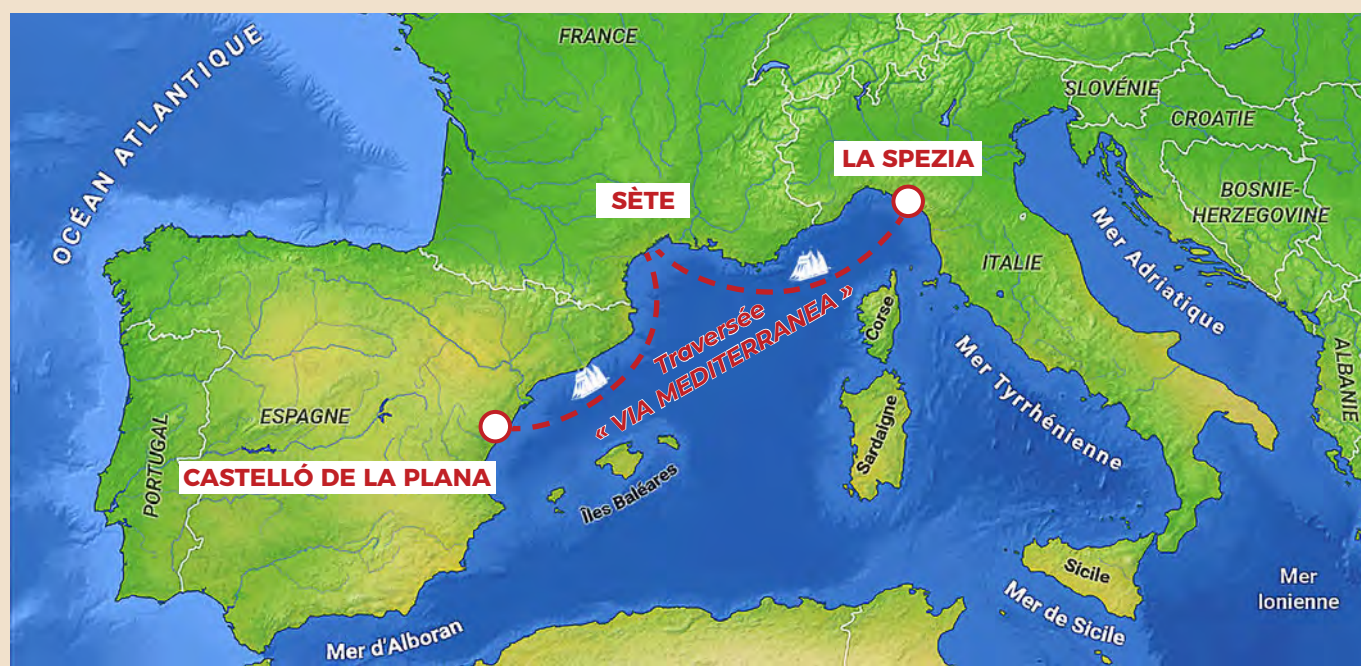 OCÉAN ATLANTIQUE
FRANCE
SLOVÉNIE
CROATIE
LA SPEZIA
SÈTE
BOSNIE-
HERZEGOVINE
Mer Adriatique
ITALIE
Corse
Traversée
« VIA MEDITERRANEA »
Mer Tyrrhénienne
ALBANIE
ESPAGNE
PORTUGAL
CASTELLÓ DE LA PLANA
Îles Baléares
Sardaigne
Sicile
Mer
Ionienne
Mer de Sicile
Mer d'Alboran